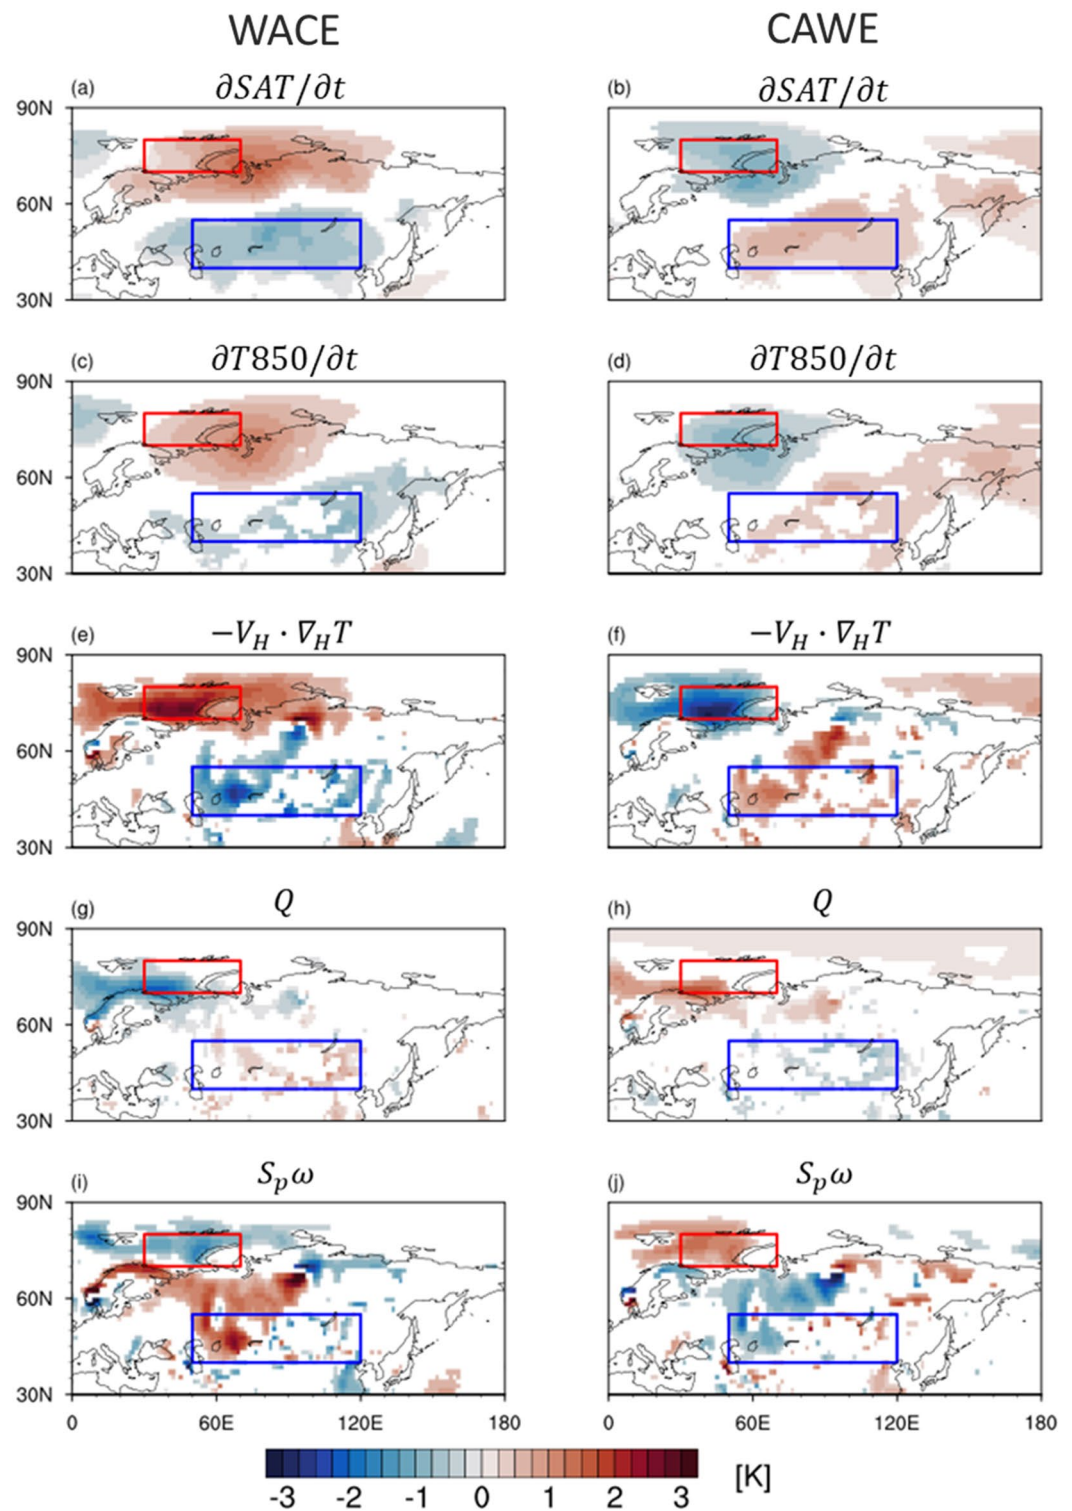 WACE CAWE
(a) ∂SAT/∂t (b) ∂SAT/∂t
90N
60N
30N
(c) ∂T850/∂t (d) ∂T850/∂t
90N
60N
30N
(e) −V_H · ∇_H T (f) −V_H · ∇_H T
90N
60N
30N
(g) Q (h) Q
90N
60N
30N
(i) S_p ω (j) S_p ω
90N
60N
30N
0 60E 120E 180 0 60E 120E 180
-3 -2 -1 0 1 2 3 [K]